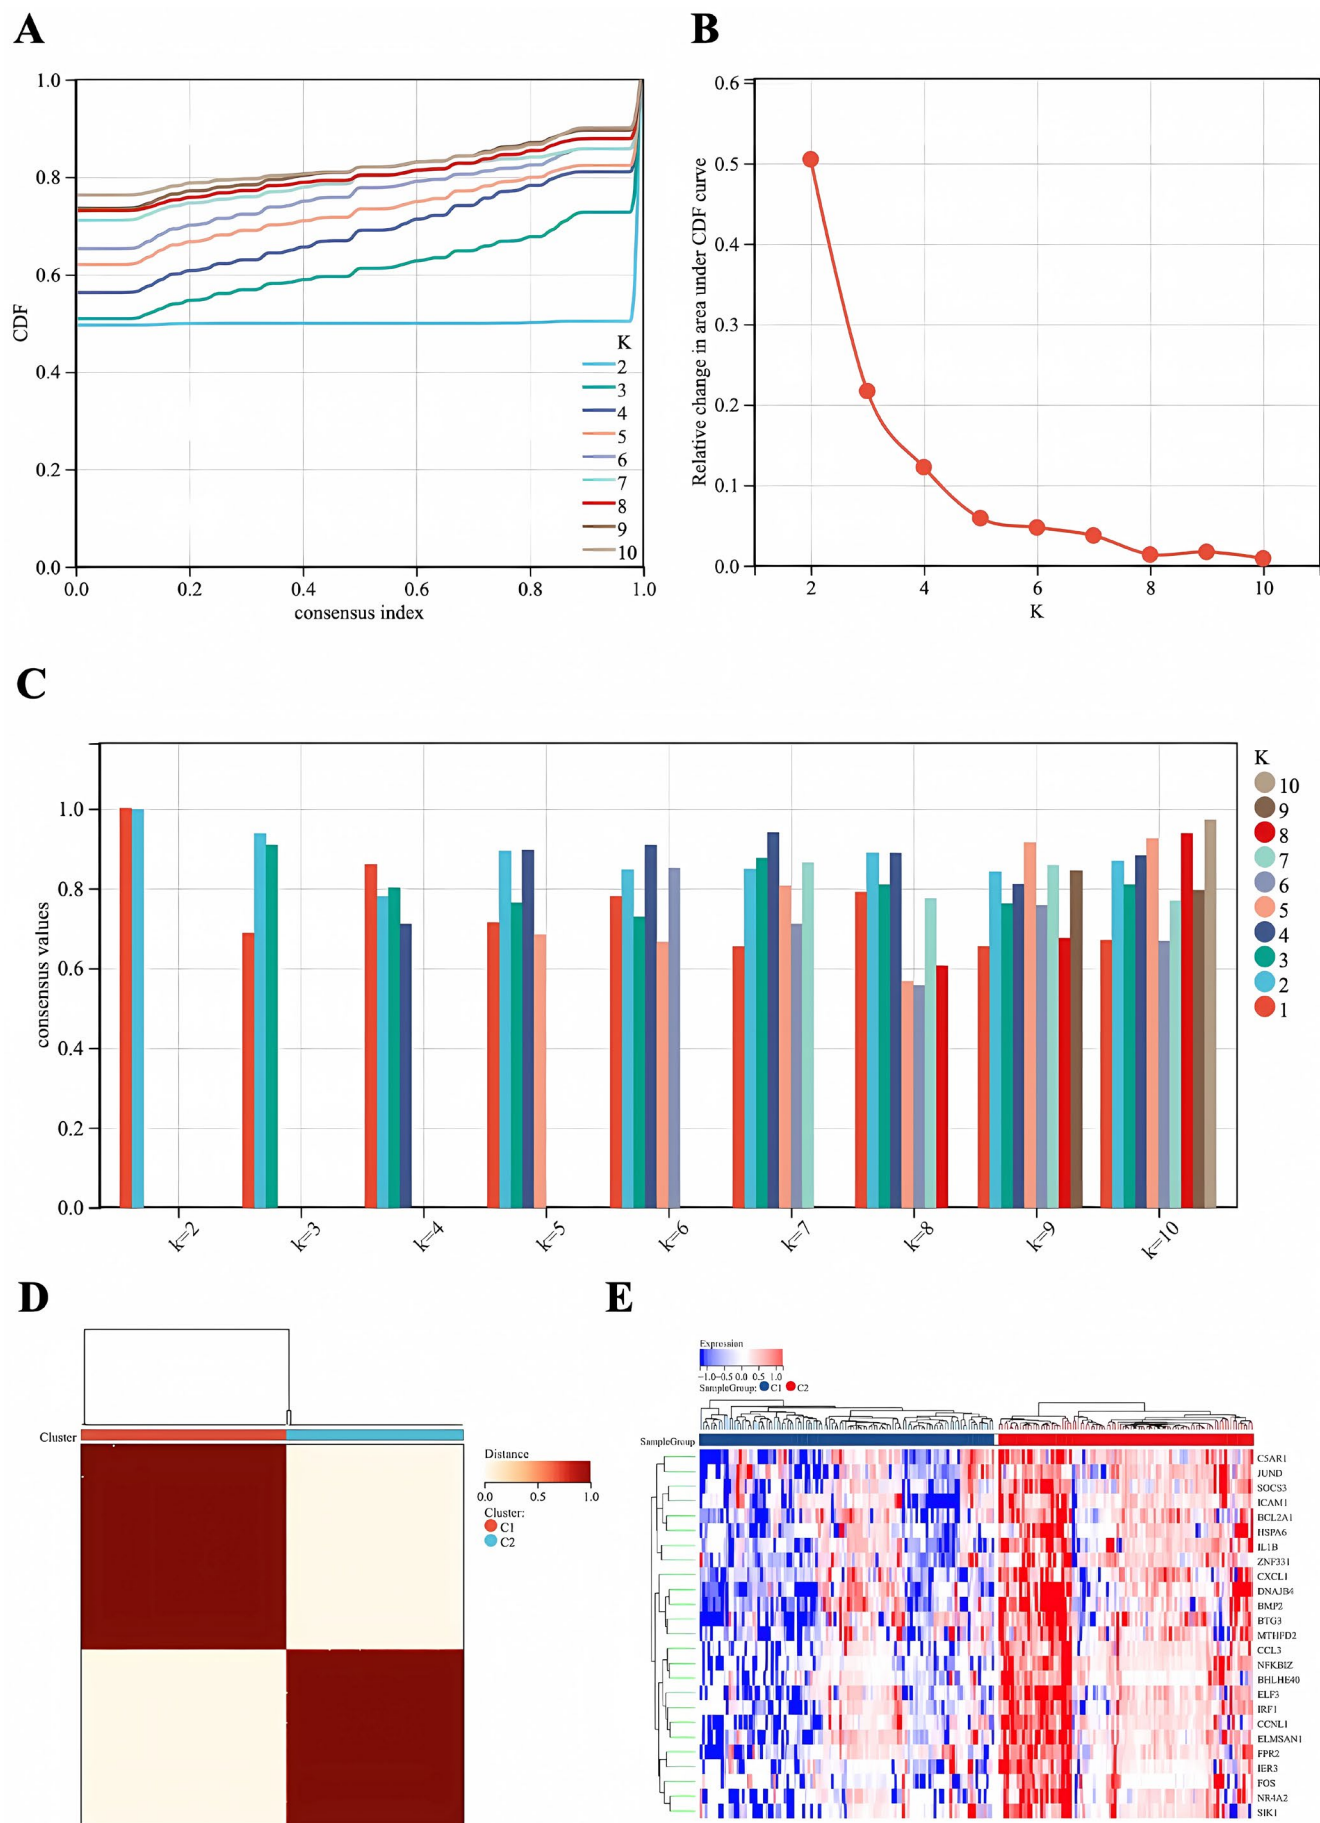 A
B
1.0
0.8
0.6
0.4
0.2
0.0
CDF
0.0 0.2 0.4 0.6 0.8 1.0
consensus index
K
2
3
4
5
6
7
8
9
10
0.6
0.5
0.4
0.3
0.2
0.1
0.0
Relative change in area under CDF curve
2 4 6 8 10
K
C
1.0
0.8
0.6
0.4
0.2
0.0
consensus values
k=2 k=3 k=4 k=5 k=6 k=7 k=8 k=9 k=10
K
10
9
8
7
6
5
4
3
2
1
D
Cluster
Distance
0.0 0.5 1.0
Cluster:
C1
C2
E
Expression
−1.0−0.5 0.0 0.5 1.0
SampleGroup: C1 C2
SampleGroup
C5AR1
JUND
SOCS3
ICAM1
BCL2A1
HSPA6
IL1B
ZNF331
CXCL1
DNAJB4
BMP2
BTG3
MTHFD2
CCL3
NFKBIZ
BHLHE40
ELF3
IRF1
CCNL1
ELMSAN1
FPR2
IER3
FOS
NR4A2
SIK1